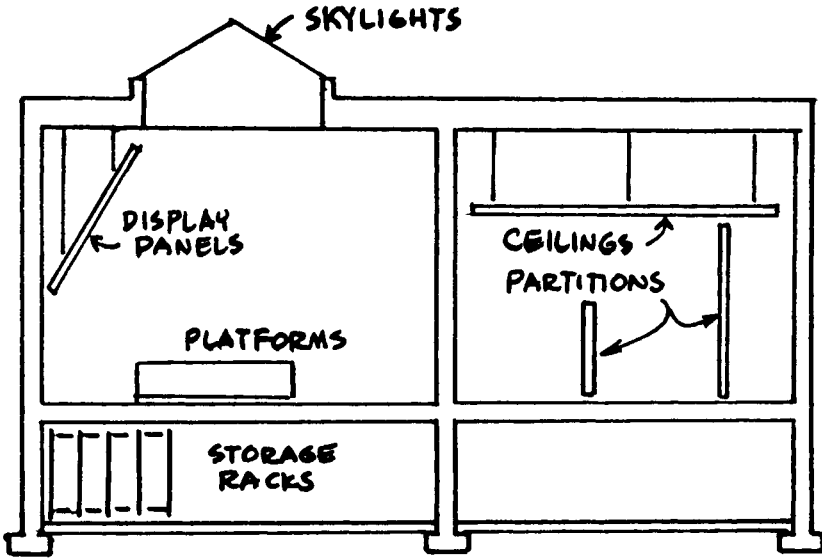 SKYLIGHTS
DISPLAY
PANELS
CEILINGS
PARTITIONS
PLATFORMS
STORAGE
RACKS